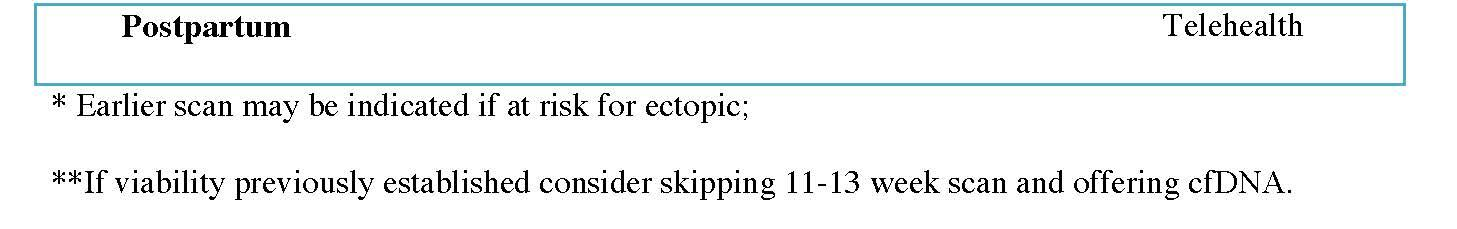 Postpartum Telehealth
* Earlier scan may be indicated if at risk for ectopic;
**If viability previously established consider skipping 11-13 week scan and offering cfDNA.